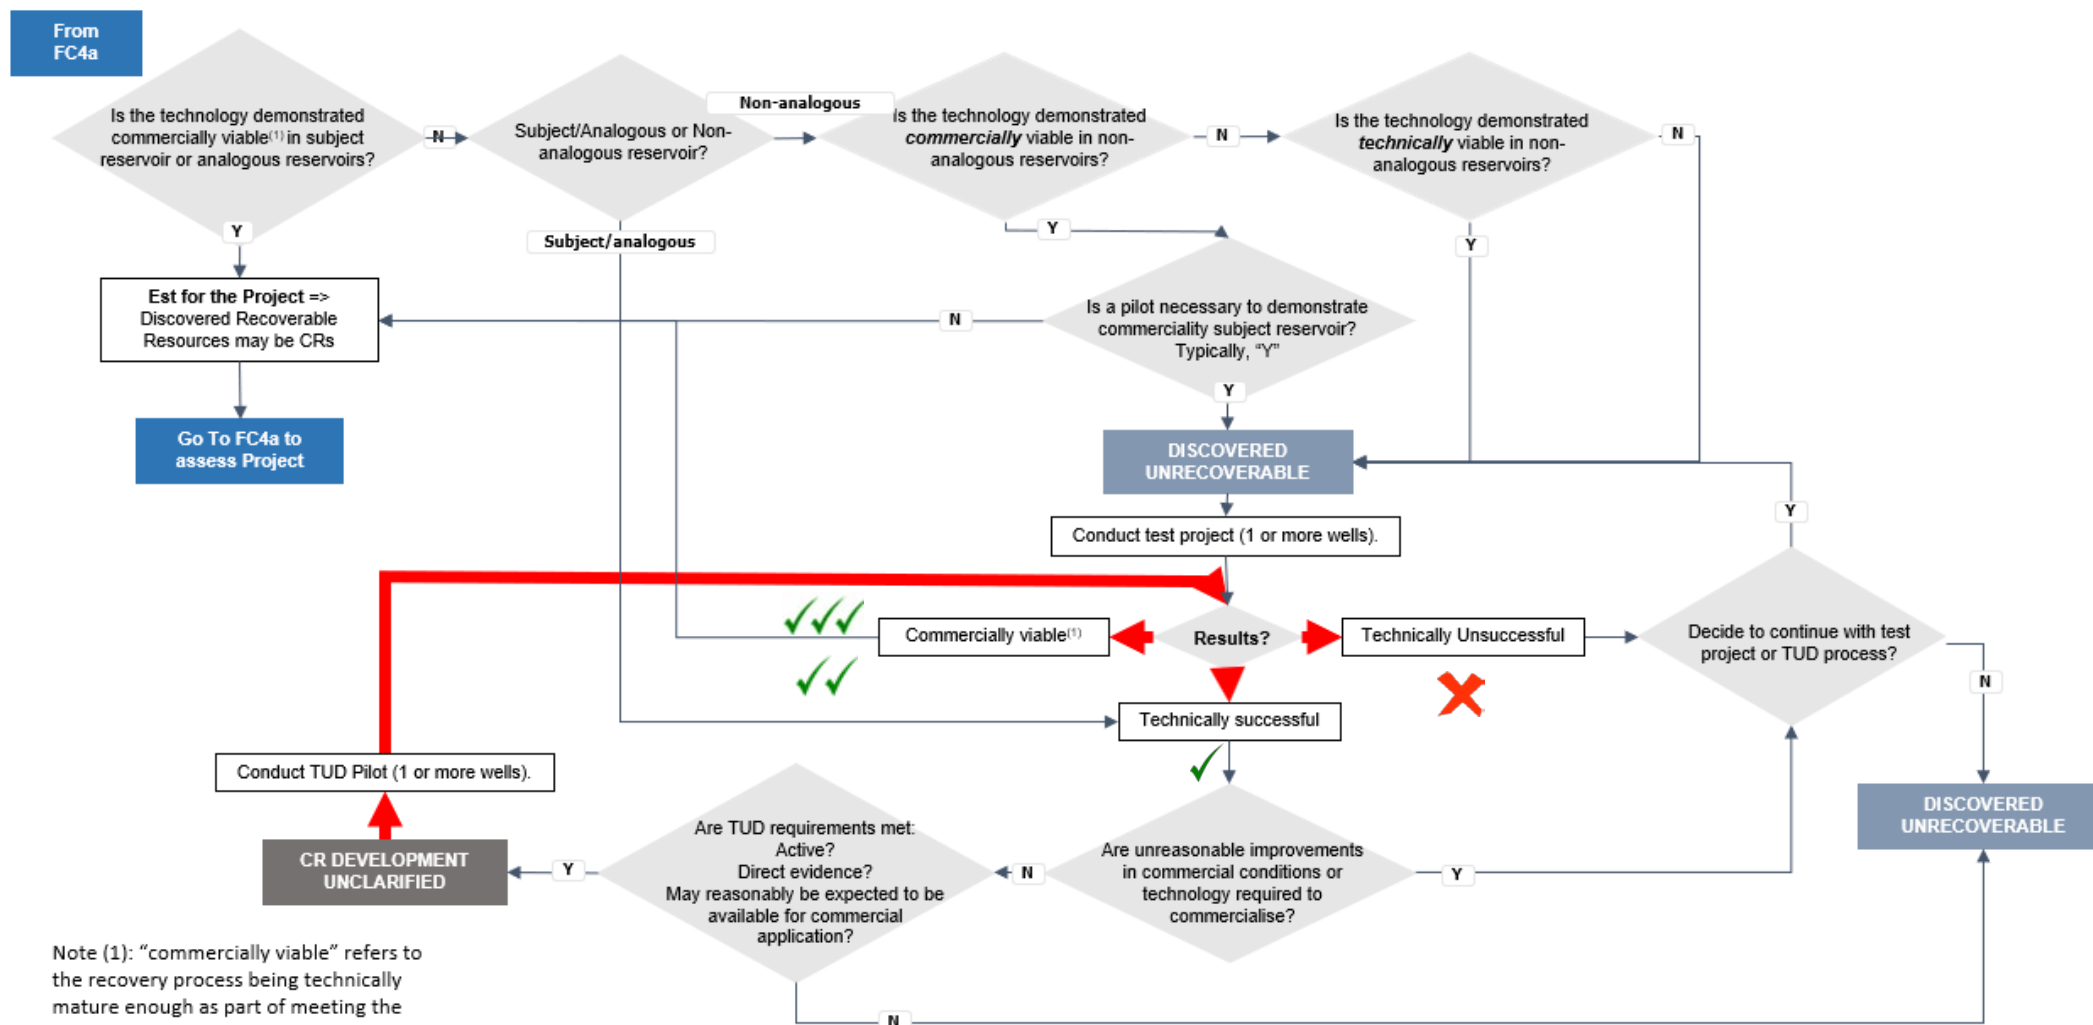 From
FC4a
Is the technology demonstrated
commercially viable(1) in subject
reservoir or analogous reservoirs?
N
Subject/Analogous or Non-
analogous reservoir?
Non-analogous
Is the technology demonstrated
commercially viable in non-
analogous reservoirs?
N
Is the technology demonstrated
technically viable in non-
analogous reservoirs?
N
Y
Subject/analogous
Y
Y
Est for the Project =>
Discovered Recoverable
Resources may be CRs
N
Is a pilot necessary to demonstrate
commerciality subject reservoir?
Typically, “Y”
Y
Go To FC4a to
assess Project
DISCOVERED
UNRECOVERABLE
Y
Conduct test project (1 or more wells).
Commercially viable(1)
Results?
Technically Unsuccessful
Decide to continue with test
project or TUD process?
N
Technically successful
Conduct TUD Pilot (1 or more wells).
DISCOVERED
UNRECOVERABLE
CR DEVELOPMENT
UNCLARIFIED
Y
Are TUD requirements met:
Active?
Direct evidence?
May reasonably be expected to be
available for commercial
application?
N
Are unreasonable improvements
in commercial conditions or
technology required to
commercialise?
Y
N
Note (1): “commercially viable” refers to
the recovery process being technically
mature enough as part of meeting the